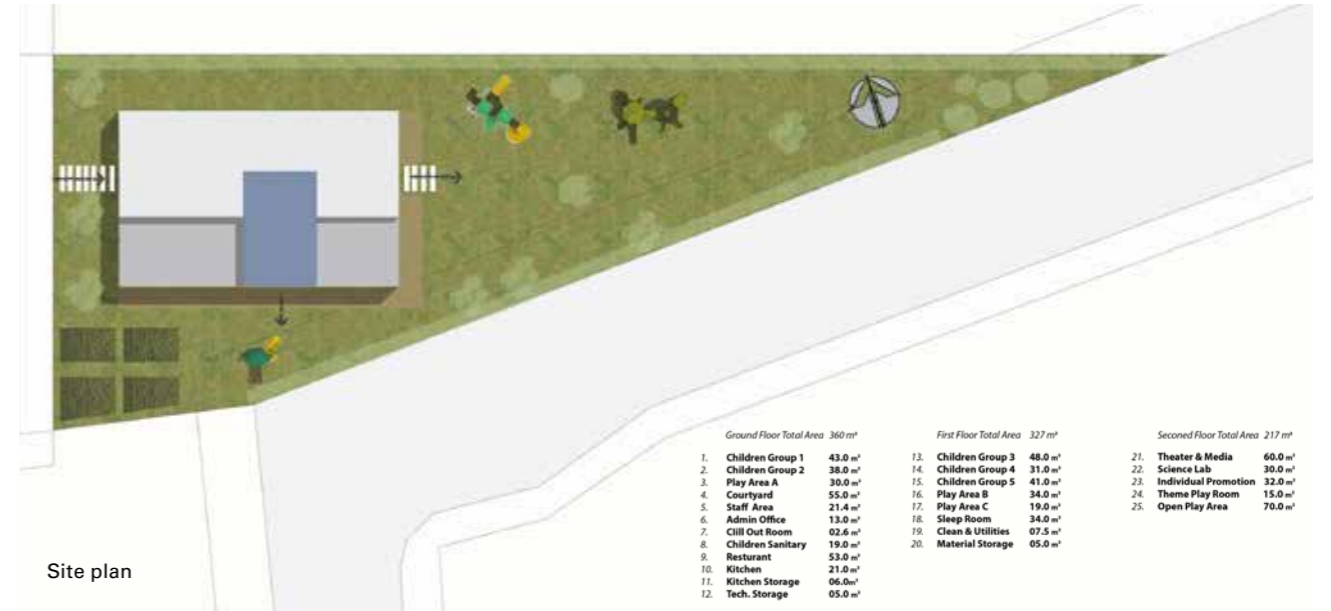 Ground Floor Total Area 360 m²
1. Children Group 1 43.0 m²
2. Children Group 2 38.0 m²
3. Play Area A 30.0 m²
4. Courtyard 55.0 m²
5. Staff Area 21.4 m²
6. Admin Office 13.0 m²
7. Clill Out Room 02.6 m²
8. Children Sanitary 19.0 m²
9. Resturant 53.0 m²
10. Kitchen 21.0 m²
11. Kitchen Storage 06.0m²
12. Tech. Storage 05.0 m²
First Floor Total Area 327 m²
13. Children Group 3 48.0 m²
14. Children Group 4 31.0 m²
15. Children Group 5 41.0 m²
16. Play Area B 34.0 m²
17. Play Area C 19.0 m²
18. Sleep Room 34.0 m²
19. Clean & Utilities 07.5 m²
20. Material Storage 05.0 m²
Seconed Floor Total Area 217 m²
21. Theater & Media 60.0 m²
22. Science Lab 30.0 m²
23. Individual Promotion 32.0 m²
24. Theme Play Room 15.0 m²
25. Open Play Area 70.0 m²
Site plan